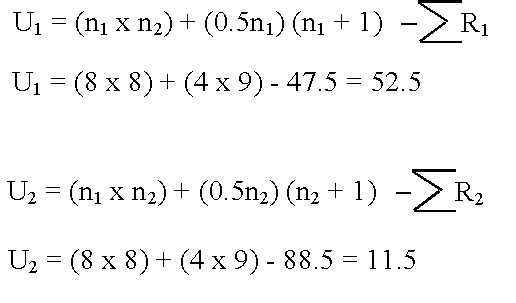 U₁ = (n₁ x n₂) + (0.5n₁) (n₁ + 1) –∑R₁
U₁ = (8 x 8) + (4 x 9) - 47.5 = 52.5
U₂ = (n₁ x n₂) + (0.5n₂) (n₂ + 1) –∑R₂
U₂ = (8 x 8) + (4 x 9) - 88.5 = 11.5